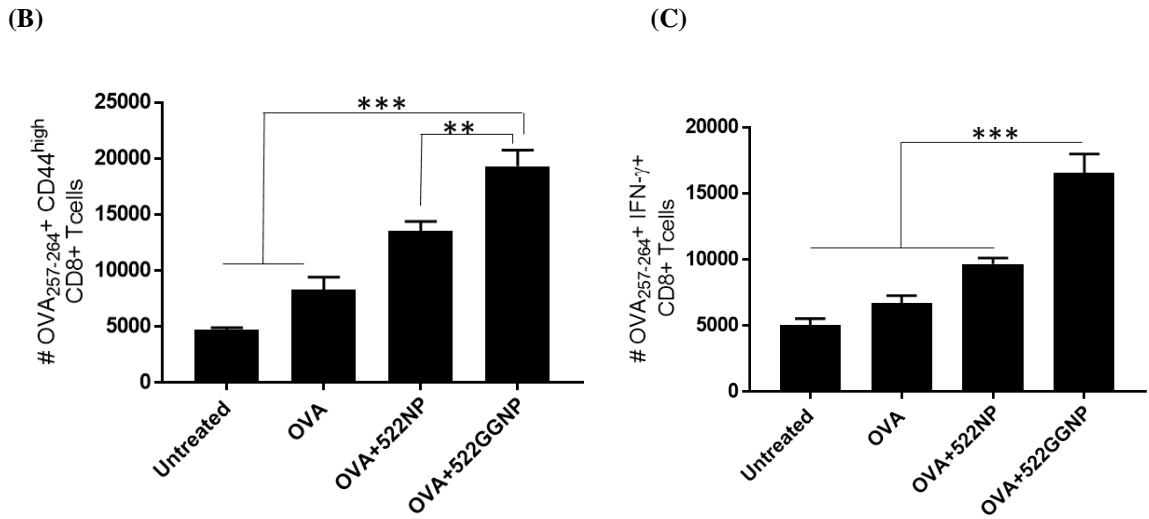 (B)
(C)
# OVA257-264+ CD44high
CD8+ Tcells
25000
20000
15000
10000
5000
0
***
**
Untreated
OVA
OVA+522NP
OVA+522GGNP
# OVA257-264+ IFN-γ+
CD8+ Tcells
20000
15000
10000
5000
0
***
Untreated
OVA
OVA+522NP
OVA+522GGNP